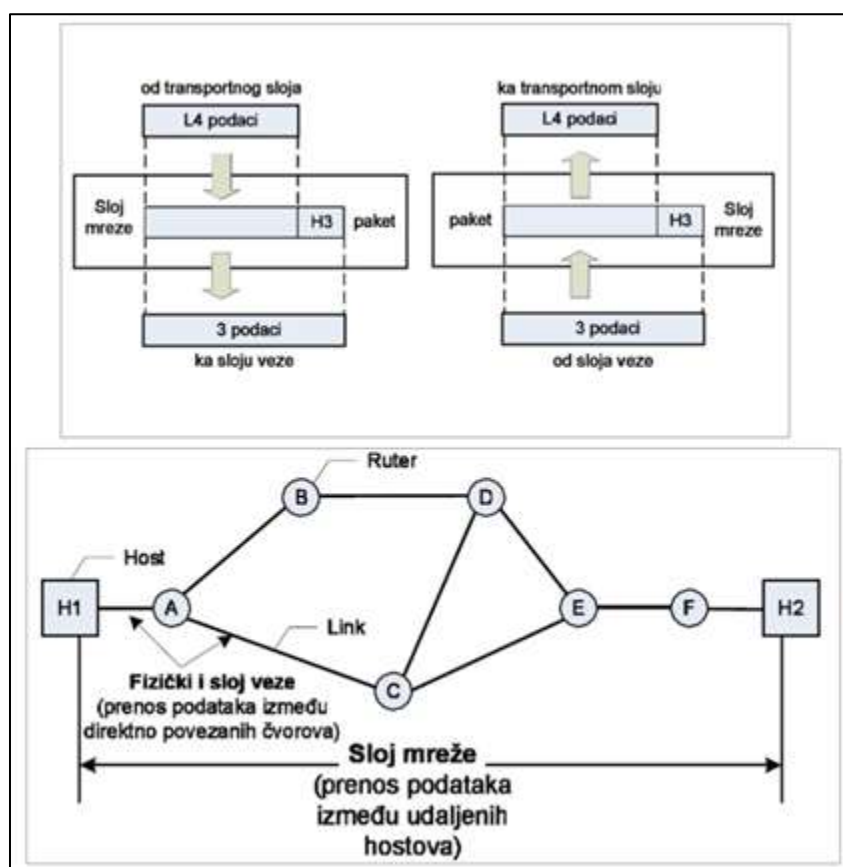 od transportnog sloja
L4 podaci
Sloj
mreze
H3
paket
3 podaci
ka sloju veze
ka transportnom sloju
L4 podaci
paket
H3
Sloj
mreze
3 podaci
od sloja veze
Ruter
B
D
Host
H1
A
E
F
H2
Link
C
Fizički i sloj veze
(prenos podataka između
direktno povezanih čvorova)
Sloj mreže
(prenos podataka
između udaljenih
hostova)